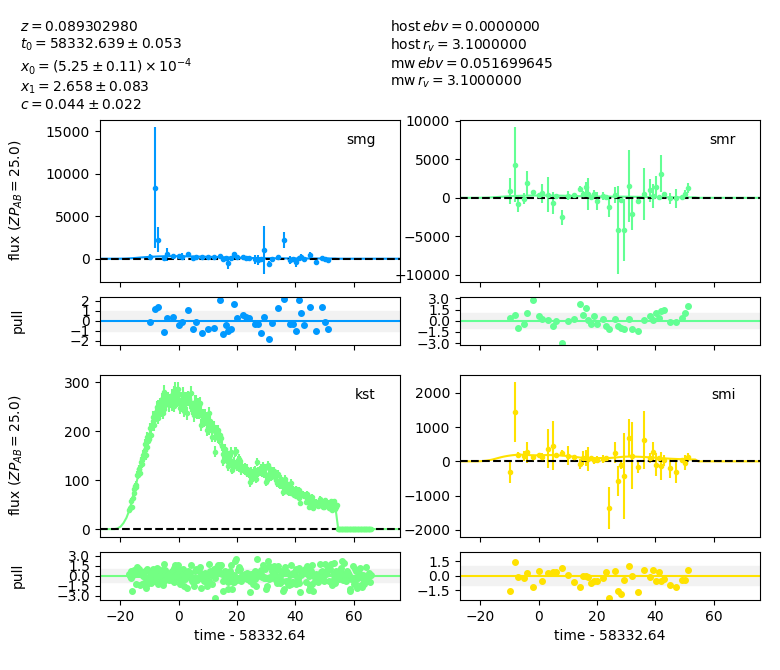 z = 0.089302980
t₀ = 58332.639 ± 0.053
x₀ = (5.25 ± 0.11) × 10⁻⁴
x₁ = 2.658 ± 0.083
c = 0.044 ± 0.022
host ebv = 0.0000000
host r_v = 3.1000000
mw ebv = 0.051699645
mw r_v = 3.1000000
flux (ZP_AB = 25.0)
15000
10000
5000
0
smg
10000
5000
0
−5000
−10000
smr
pull
2
1
0
−1
−2
3.0
1.5
0.0
−1.5
−3.0
flux (ZP_AB = 25.0)
300
200
100
0
kst
2000
1000
0
−1000
−2000
smi
pull
3.0
1.5
0.0
−1.5
−3.0
1.5
0.0
−1.5
−20 0 20 40 60
−20 0 20 40 60
time - 58332.64
time - 58332.64